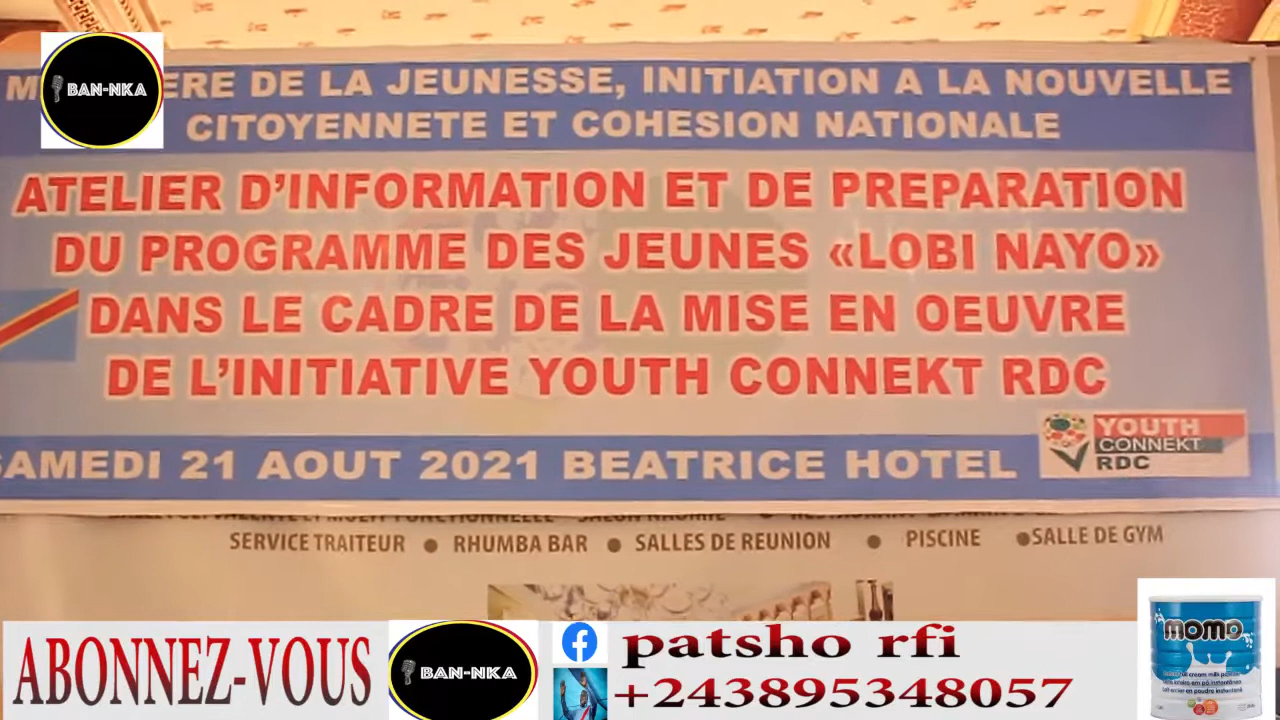 BAN-NKA
DE LA JEUNESSE, INITIATION A LA NOUVELLE
CITOYENNETE ET COHESION NATIONALE
ATELIER D'INFORMATION ET DE PREPARATION
DU PROGRAMME DES JEUNES «LOBI NAYO»
DANS LE CADRE DE LA MISE EN OEUVRE
DE L'INITIATIVE YOUTH CONNEKT RDC
YOUTH
CONNEKT
RDC
SAMEDI 21 AOUT 2021 BEATRICE HOTEL
SERVICE TRAITEUR ● RHUMBA BAR ● SALLES DE REUNION ● PISCINE ● SALLE DE GYM
ABONNEZ-VOUS
BAN-NKA
patsho rfi
+243895348057
momo